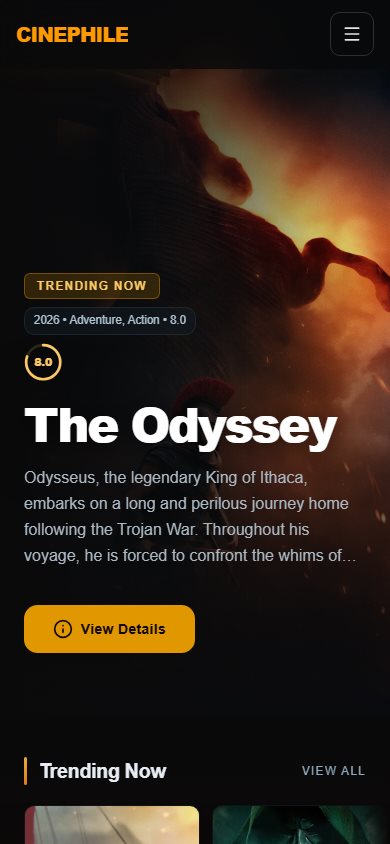 CINEPHILE
TRENDING NOW
2026 • Adventure, Action • 8.0
8.0
The Odyssey
Odysseus, the legendary King of Ithaca,
embarks on a long and perilous journey home
following the Trojan War. Throughout his
voyage, he is forced to confront the whims of…
View Details
Trending Now
VIEW ALL